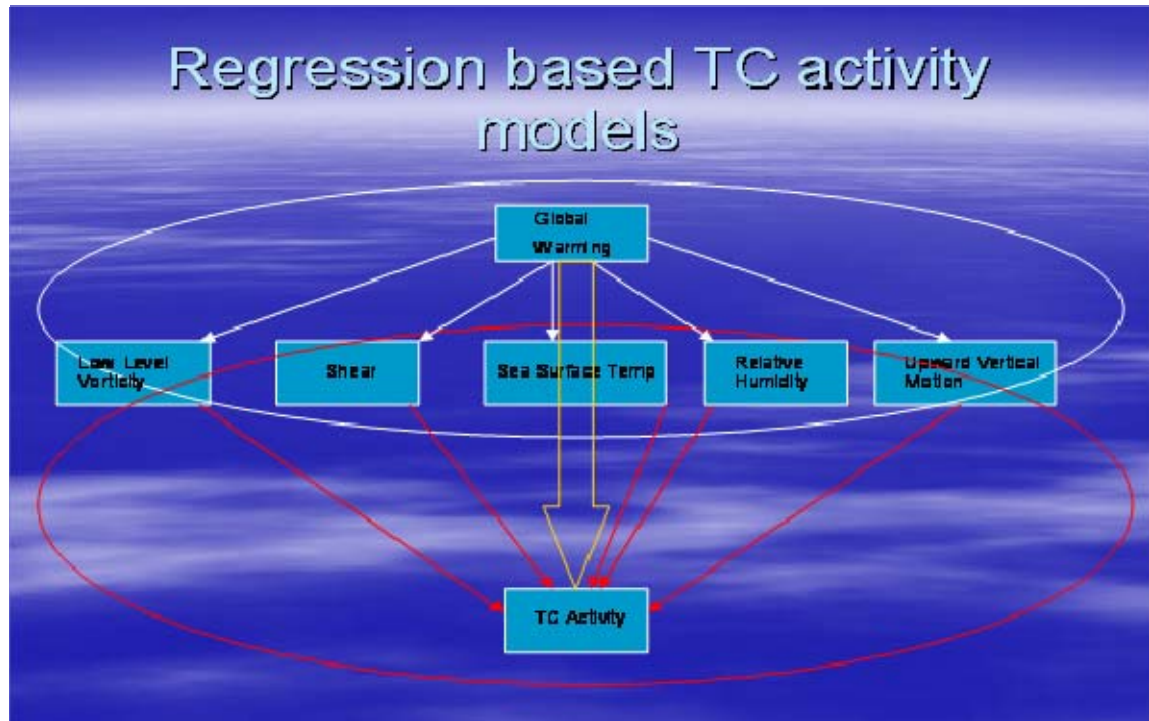 Regression based TC activity
models
Global
Warming
Low Level
Vorticity
Shear
Sea Surface Temp
Relative
Humidity
Upward Vertical
Motion
TC Activity